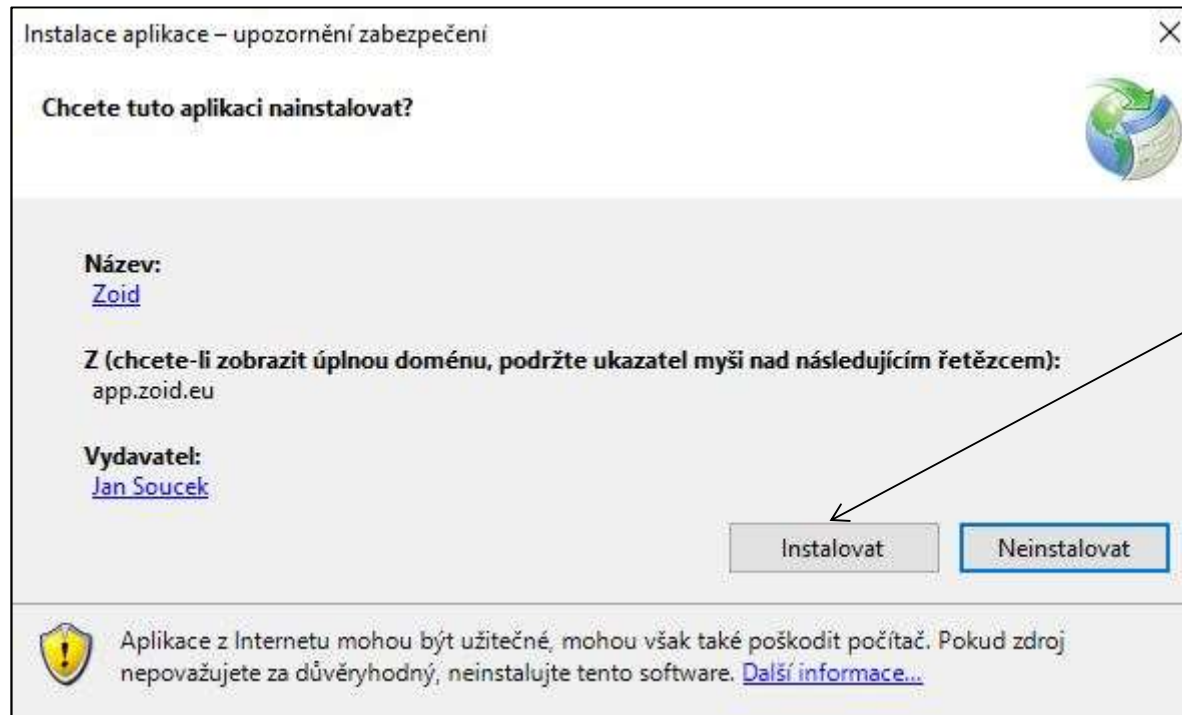 Instalace aplikace – upozornění zabezpečení
Chcete tuto aplikaci nainstalovat?
Název:
Zoid
Z (chcete-li zobrazit úplnou doménu, podržte ukazatel myši nad následujícím řetězcem):
app.zoid.eu
Vydavatel:
Jan Soucek
Instalovat
Neinstalovat
Aplikace z Internetu mohou být užitečné, mohou však také poškodit počítač. Pokud zdroj
nepovažujete za důvěryhodný, neinstalujte tento software. Další informace...